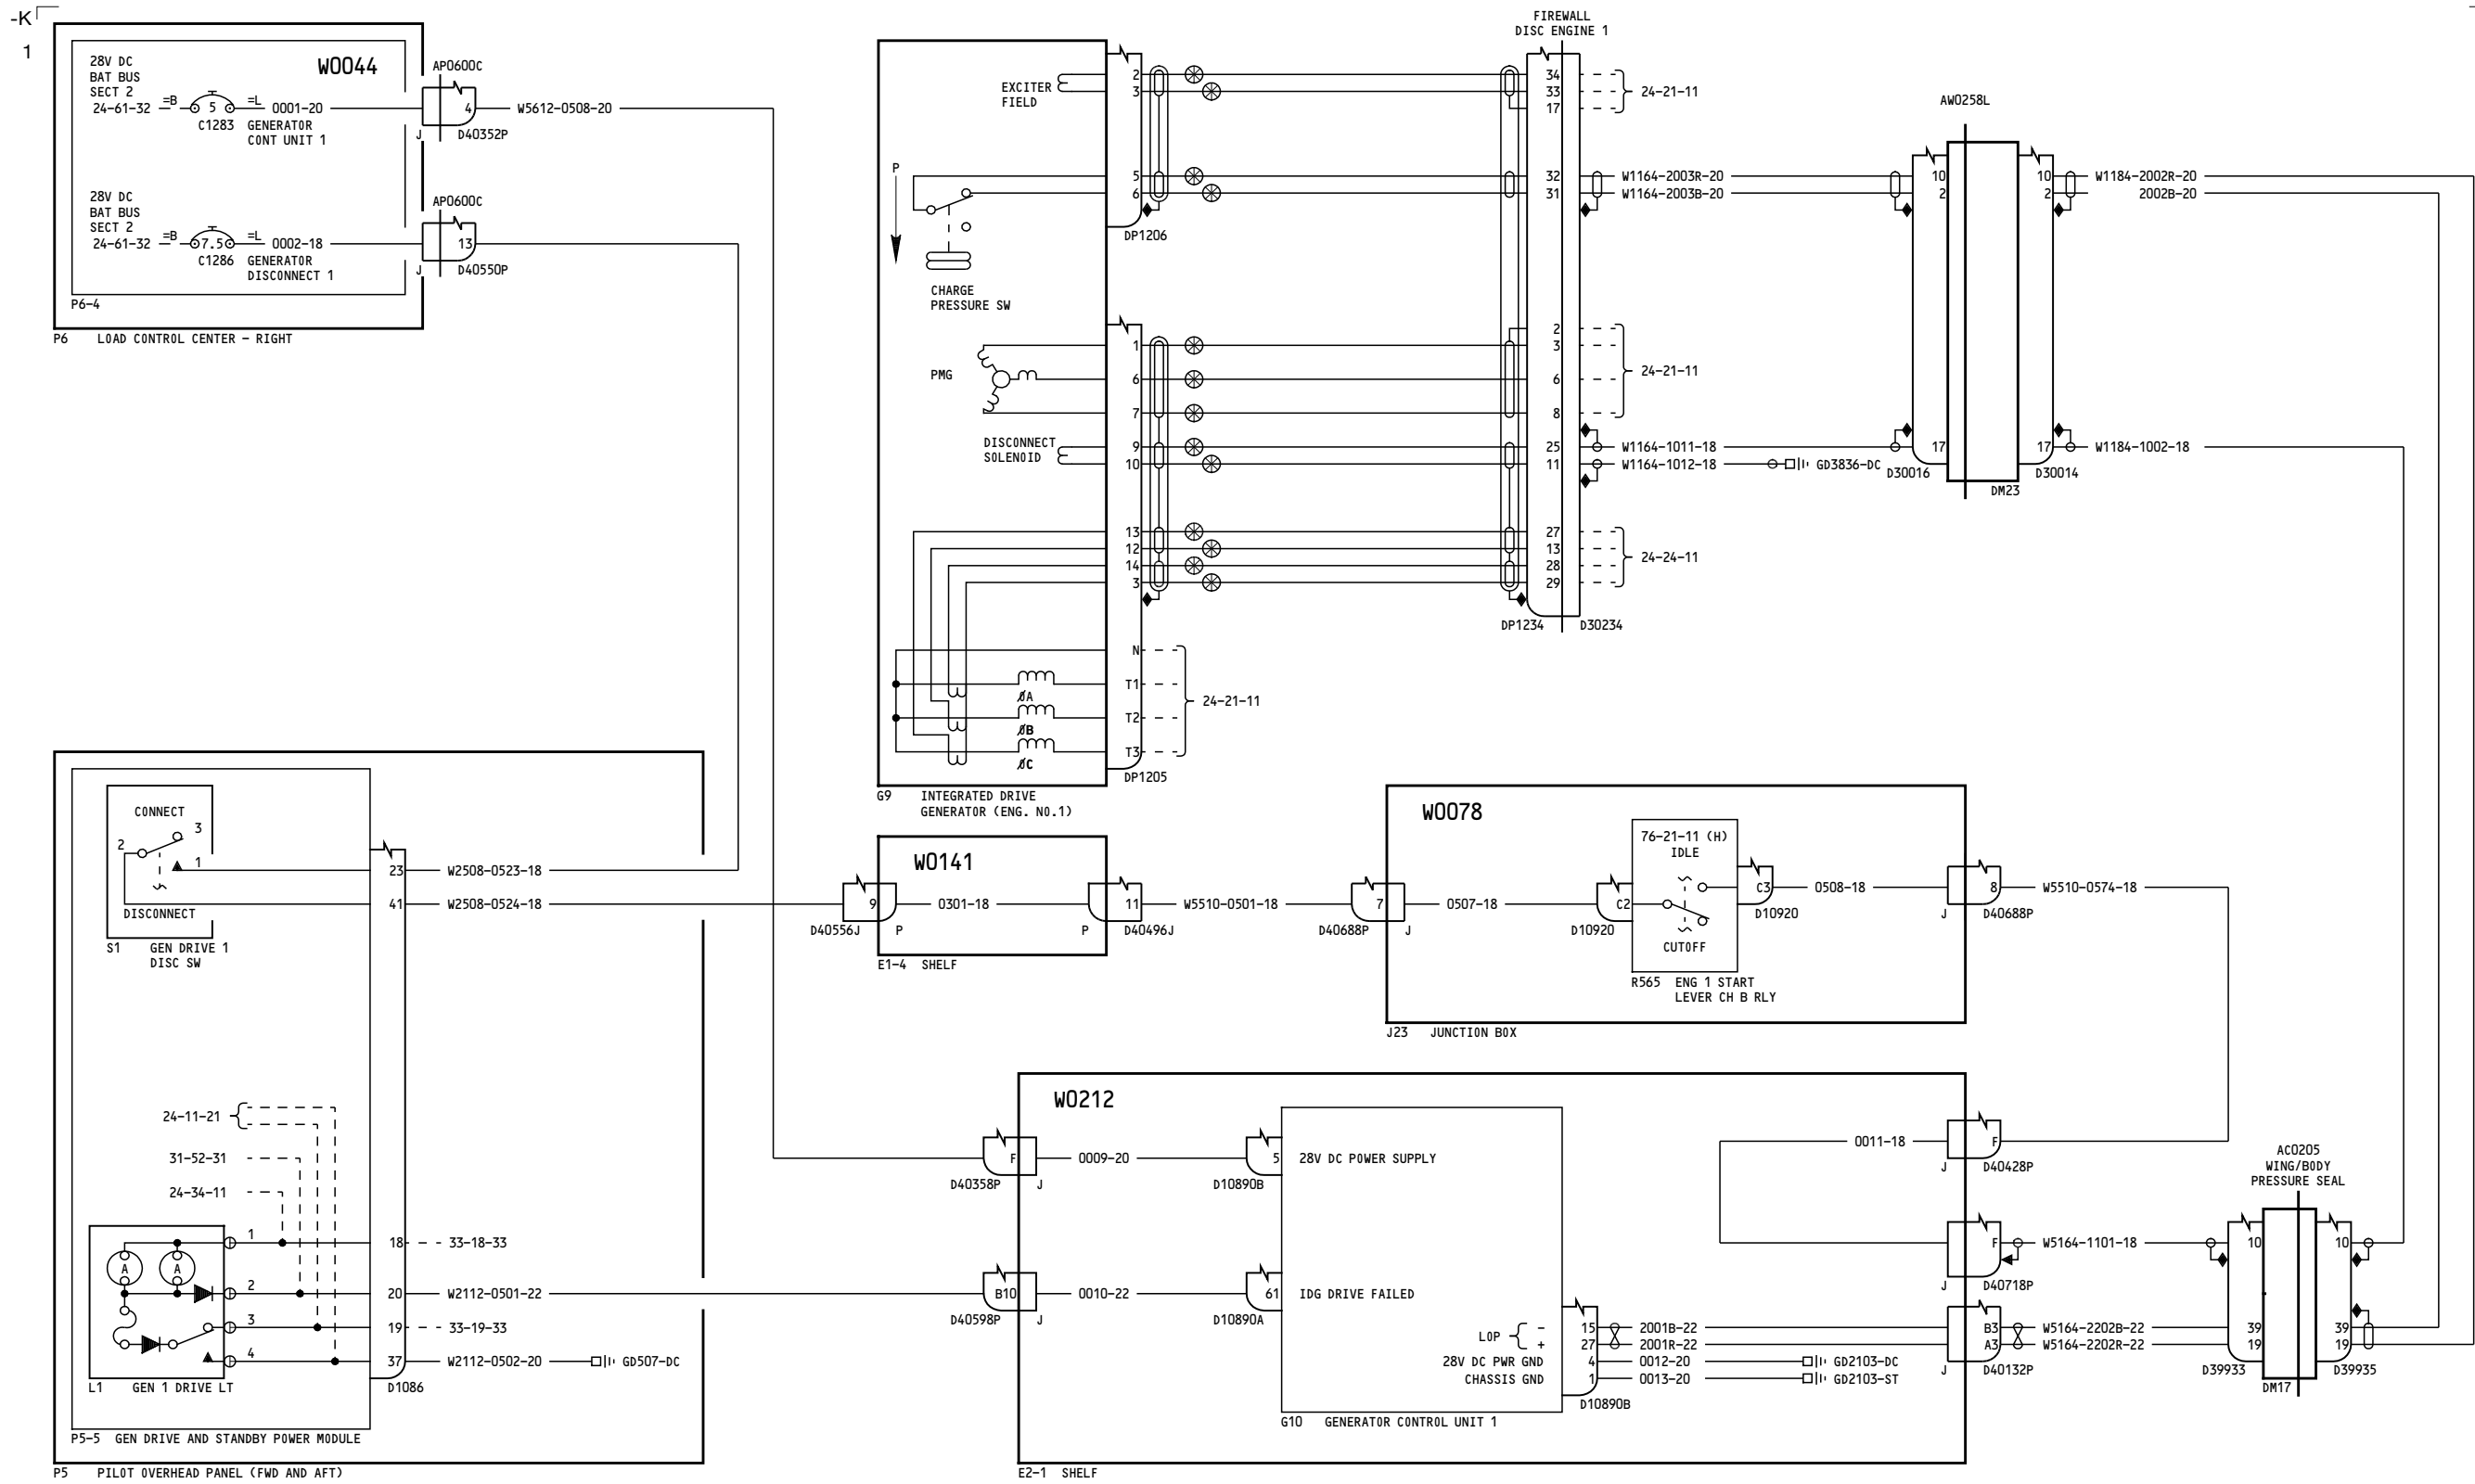 -K
1
28V DC
BAT BUS
SECT 2
24-61-32 =B 5 =L 0001-20
C1283 GENERATOR
CONT UNIT 1
W0044
AP0600C
4 W5612-0508-20
J D40352P
28V DC
BAT BUS
SECT 2
24-61-32 =B 7.5 =L 0002-18
C1286 GENERATOR
DISCONNECT 1
AP0600C
13
J D40550P
P6-4
P6 LOAD CONTROL CENTER - RIGHT
EXCITER
FIELD
2
3
P
5
6
DP1206
CHARGE
PRESSURE SW
PMG
1
6
7
DISCONNECT
SOLENOID
9
10
13
12
14
3
N
T1
ØA
T2
ØB
T3
ØC
24-21-11
DP1205
G9 INTEGRATED DRIVE
GENERATOR (ENG. NO.1)
FIREWALL
DISC ENGINE 1
34
33
17
24-21-11
32 W1164-2003R-20
31 W1164-2003B-20
2
3
6
8
24-21-11
25 W1164-1011-18
11 W1164-1012-18 GD3836-DC
27
13
28
29
24-24-11
DP1234 D30234
AW0258L
10
2
17
D30016
10 W1184-2002R-20
2 2002B-20
17 W1184-1002-18
D30014
DM23
CONNECT
3
2
1
DISCONNECT
S1 GEN DRIVE 1
DISC SW
23 W2508-0523-18
41 W2508-0524-18
24-11-21
31-52-31
24-34-11
A A
1
2
3
4
18 33-18-33
20 W2112-0501-22
19 33-19-33
37 W2112-0502-20 GD507-DC
L1 GEN 1 DRIVE LT
D1086
P5-5 GEN DRIVE AND STANDBY POWER MODULE
P5 PILOT OVERHEAD PANEL (FWD AND AFT)
W0141
9 0301-18 11 W5510-0501-18
D40556J P P D40496J
E1-4 SHELF
W0078
76-21-11 (H)
IDLE
7 0507-18 C2
C3 0508-18 8 W5510-0574-18
D40688P J D10920
D10920
J D40688P
CUTOFF
R565 ENG 1 START
LEVER CH B RLY
J23 JUNCTION BOX
W0212
F 0009-20 5 28V DC POWER SUPPLY
D40358P J D10890B
B10 0010-22 61 IDG DRIVE FAILED
D40598P J D10890A
LOP - 15 2001B-22
+ 27 2001R-22
28V DC PWR GND 4 0012-20 GD2103-DC
CHASSIS GND 1 0013-20 GD2103-ST
D10890B
G10 GENERATOR CONTROL UNIT 1
E2-1 SHELF
0011-18 F
J D40428P
F W5164-1101-18
J D40718P
B3 W5164-2202B-22
A3 W5164-2202R-22
J D40132P
AC0205
WING/BODY
PRESSURE SEAL
10
39
19
D39933
10
39
19
D39935
DM17